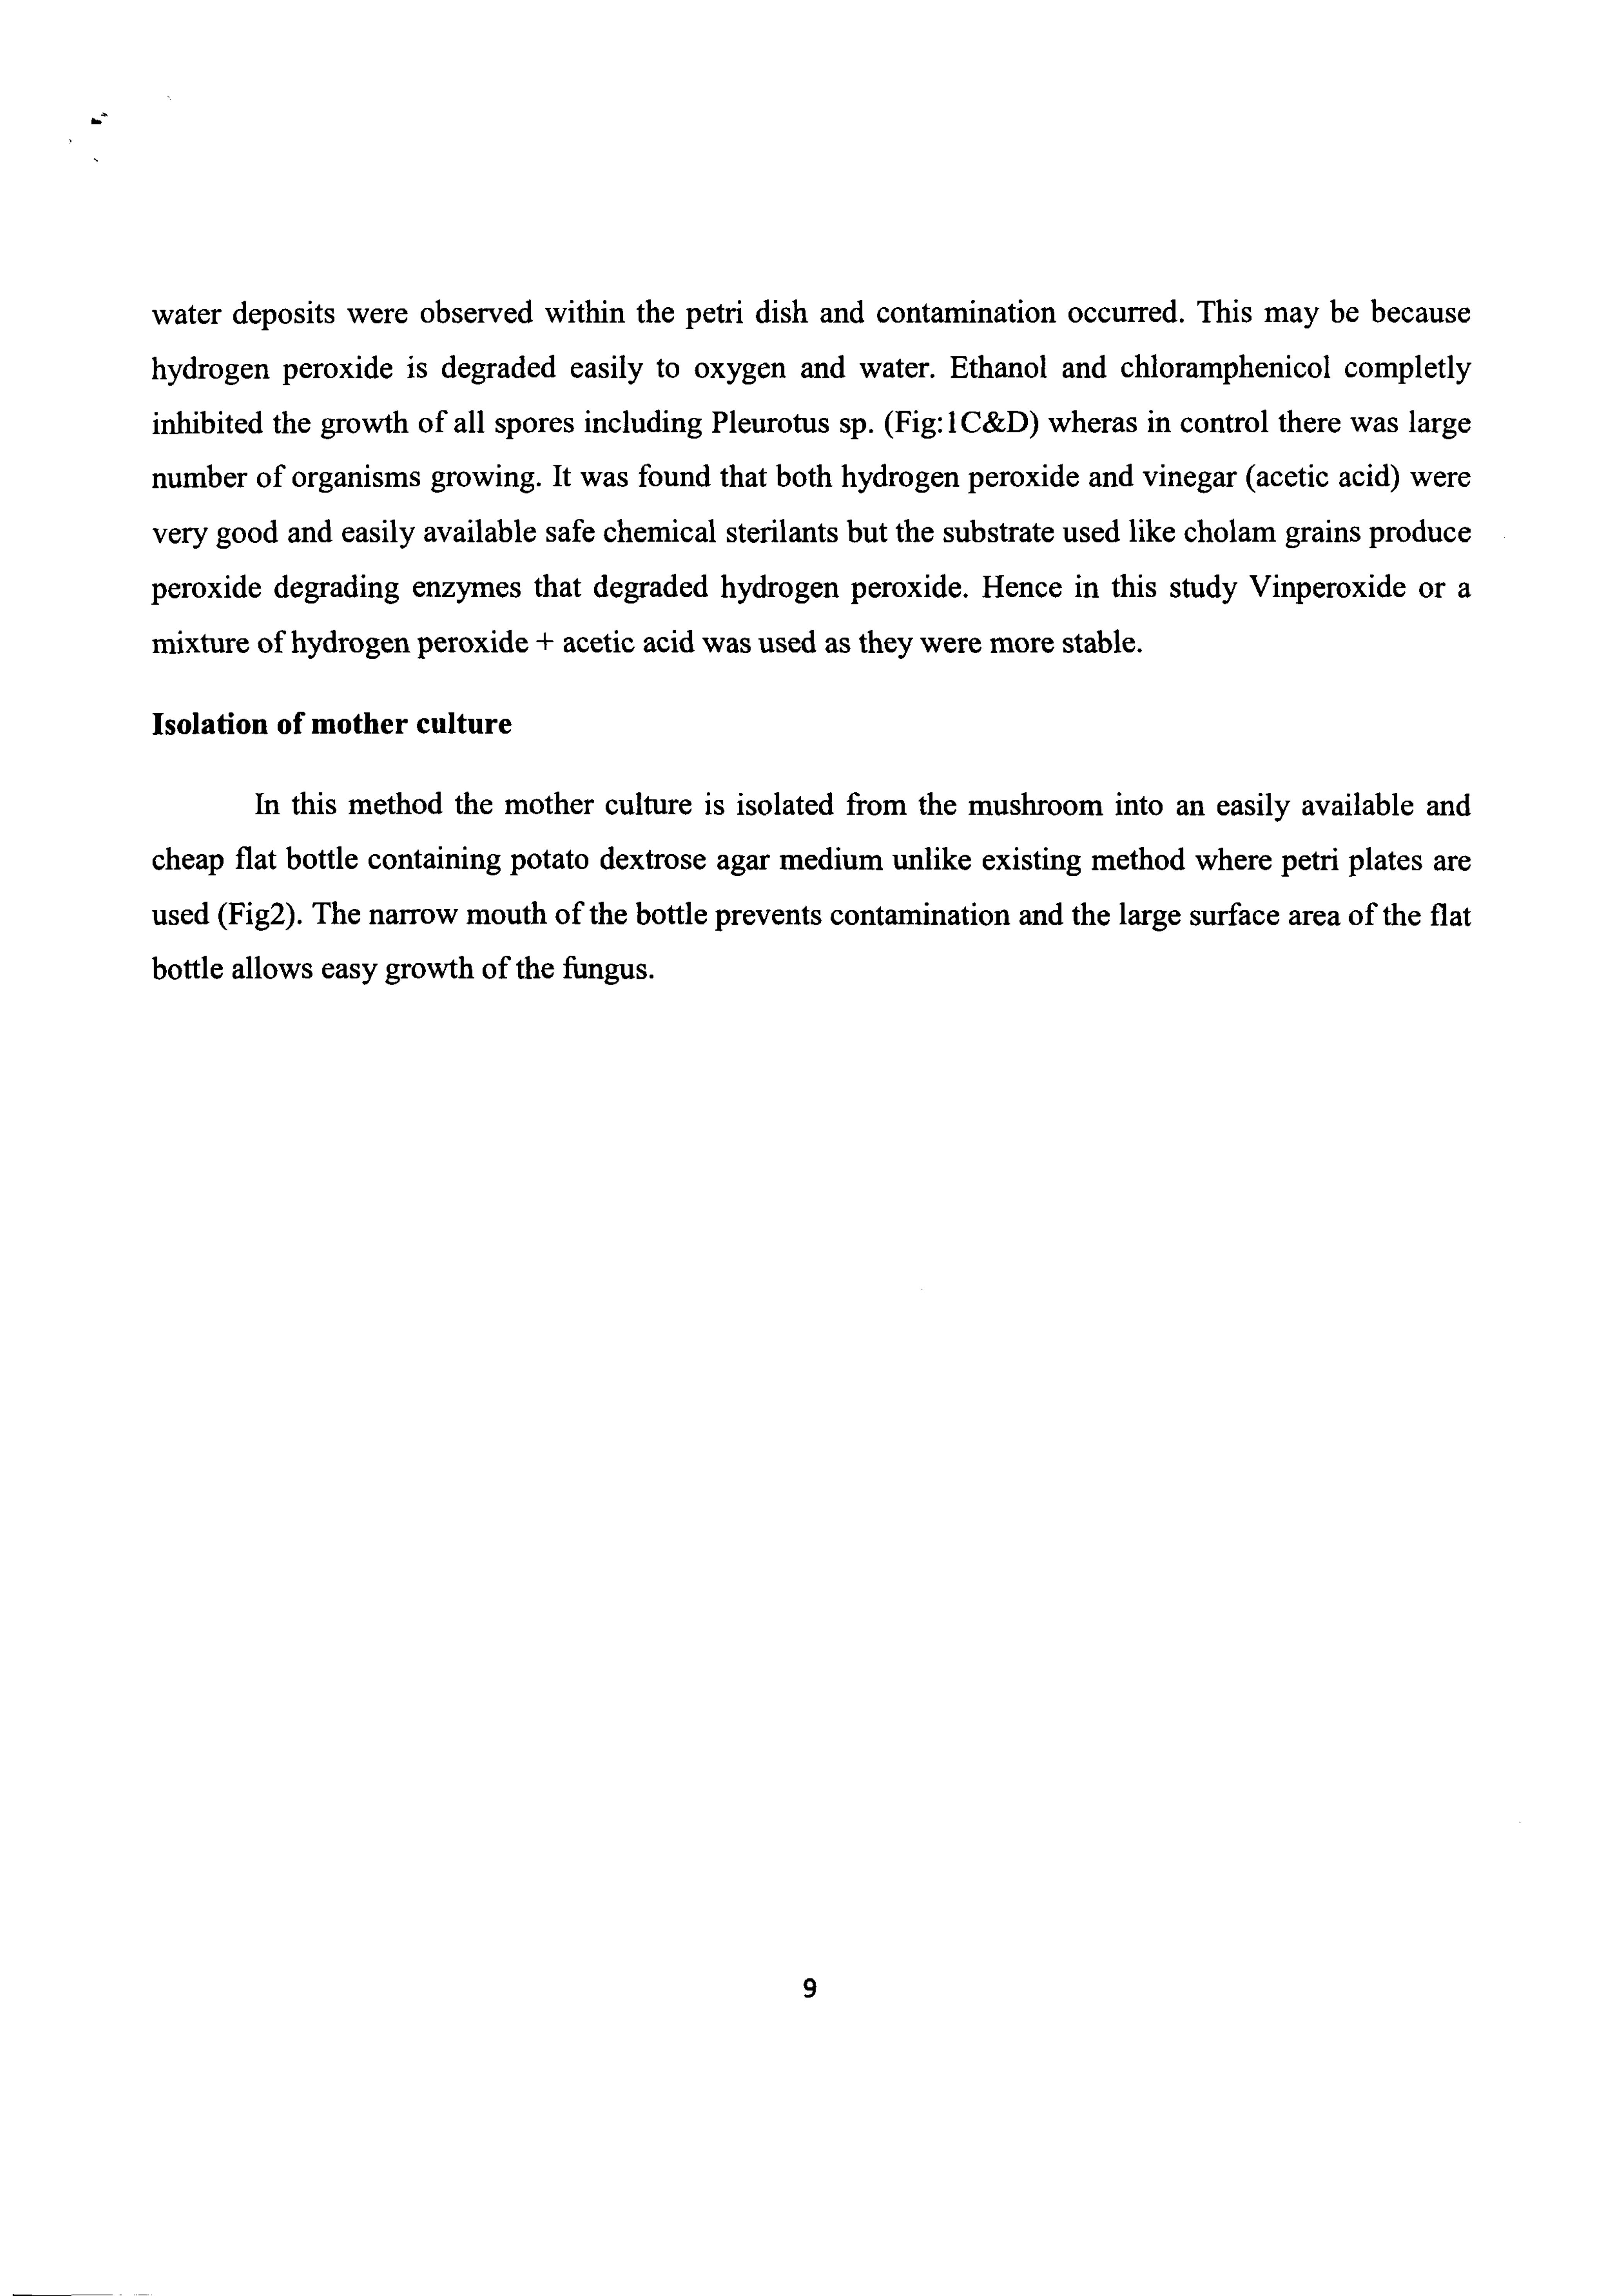 water deposits were observed within the petri dish and contamination occurred. This may be because
hydrogen peroxide is degraded easily to oxygen and water. Ethanol and chloramphenicol completly
inhibited the growth of all spores including Pleurotus sp. (Fig:1C&D) wheras in control there was large
number of organisms growing. It was found that both hydrogen peroxide and vinegar (acetic acid) were
very good and easily available safe chemical sterilants but the substrate used like cholam grains produce
peroxide degrading enzymes that degraded hydrogen peroxide. Hence in this study Vinperoxide or a
mixture of hydrogen peroxide + acetic acid was used as they were more stable.
Isolation of mother culture
In this method the mother culture is isolated from the mushroom into an easily available and
cheap flat bottle containing potato dextrose agar medium unlike existing method where petri plates are
used (Fig2). The narrow mouth of the bottle prevents contamination and the large surface area of the flat
bottle allows easy growth of the fungus.
9